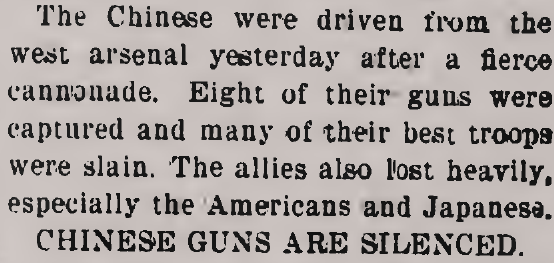 The Chinese were driven from the
west arsenal yesterday after a fierce
cannonade. Eight of their guns were
captured and many of their best troops
were slain. The allies also lost heavily,
especially the Americans and Japanese.
CHINESE GUNS ARE SILENCED.